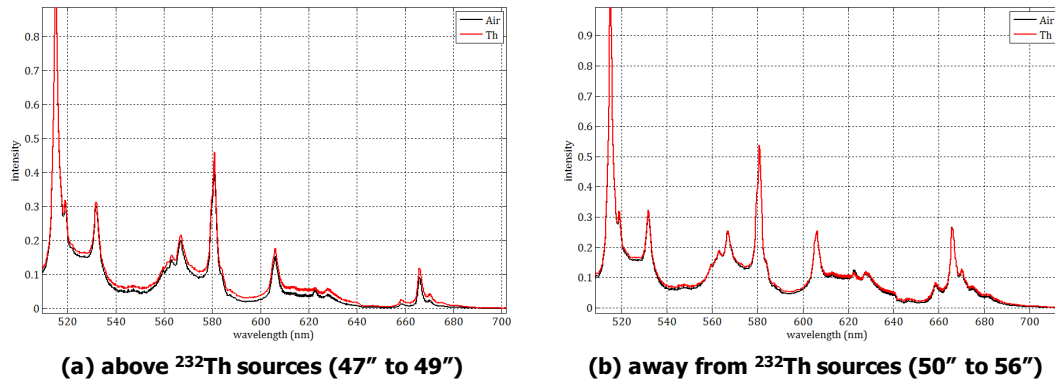 Air
Th
0.8
0.7
0.6
0.5
0.4
0.3
0.2
0.1
0
intensity
520 540 560 580 600 620 640 660 680 700
wavelength (nm)
(a) above ²³²Th sources (47″ to 49″)
Air
Th
0.9
0.8
0.7
0.6
0.5
0.4
0.3
0.2
0.1
0
intensity
520 540 560 580 600 620 640 660 680 700
wavelength (nm)
(b) away from ²³²Th sources (50″ to 56″)